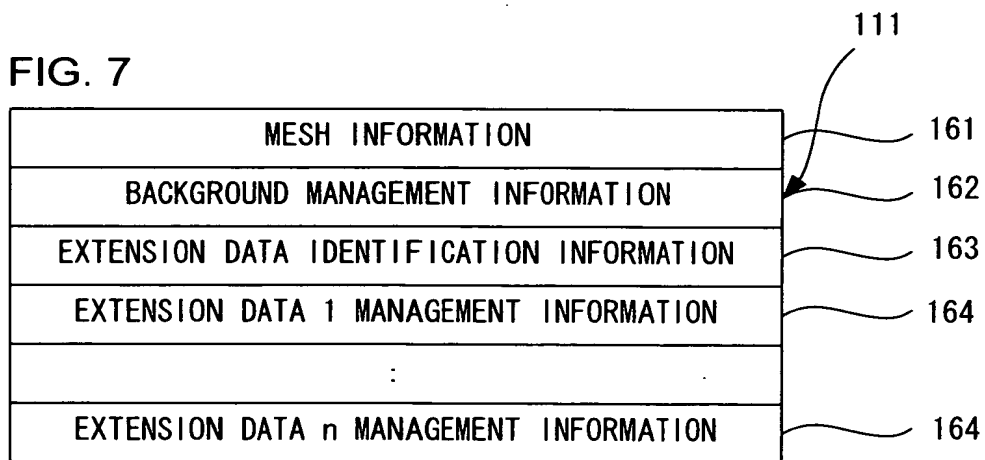 111
FIG. 7
MESH INFORMATION 161
BACKGROUND MANAGEMENT INFORMATION 162
EXTENSION DATA IDENTIFICATION INFORMATION 163
EXTENSION DATA 1 MANAGEMENT INFORMATION 164
:
EXTENSION DATA n MANAGEMENT INFORMATION 164